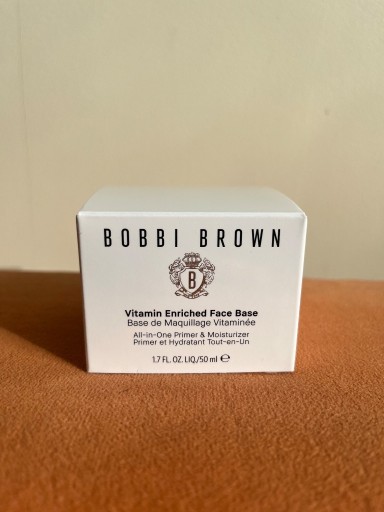 BOBBI BROWN
B
Vitamin Enriched Face Base
Base de Maquillage Vitaminée
All-in-One Primer & Moisturizer
Primer et Hydratant Tout-en-Un
1.7 FL. OZ. LIQ./50 ml ℮